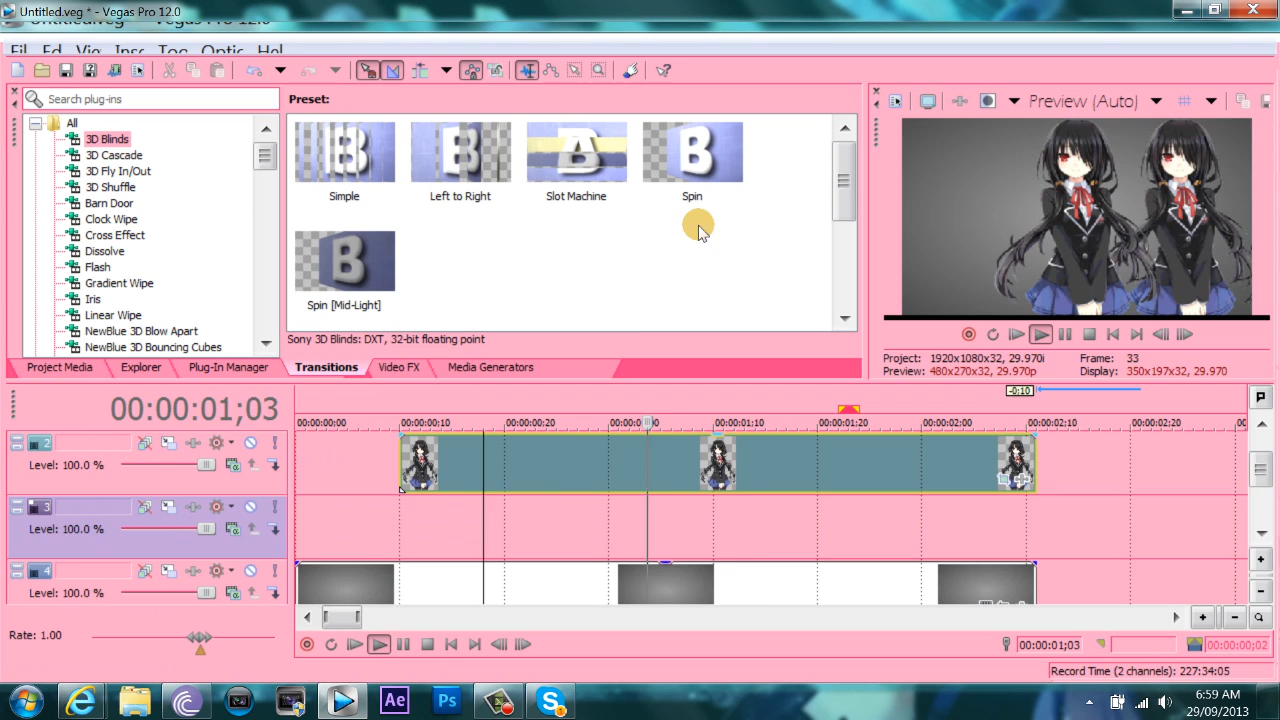 Untitled.veg * - Vegas Pro 12.0
Preset:
Search plug-ins
All
3D Blinds
3D Cascade
3D Fly In/Out
3D Shuffle
Barn Door
Clock Wipe
Cross Effect
Dissolve
Flash
Gradient Wipe
Iris
Linear Wipe
NewBlue 3D Blow Apart
NewBlue 3D Bouncing Cubes
Simple
Left to Right
Slot Machine
Spin
Spin [Mid-Light]
Sony 3D Blinds: DXT, 32-bit floating point
Preview (Auto)
Project: 1920x1080x32, 29.970i
Frame: 33
Preview: 480x270x32, 29.970p
Display: 350x197x32, 29.970
Project Media
Explorer
Plug-In Manager
Transitions
Video FX
Media Generators
-0;10
00:00:01;03
00:00:00;00
00:00:00;10
00:00:00;20
00:00:01;10
00:00:01;20
00:00:02;00
00:00:02;10
00:00:02;20
2
Level: 100.0 %
3
Level: 100.0 %
4
Level: 100.0 %
Rate: 1.00
00:00:01;03
00:00:00;02
Record Time (2 channels): 227:34:05
Ae
Ps
6:59 AM
29/09/2013